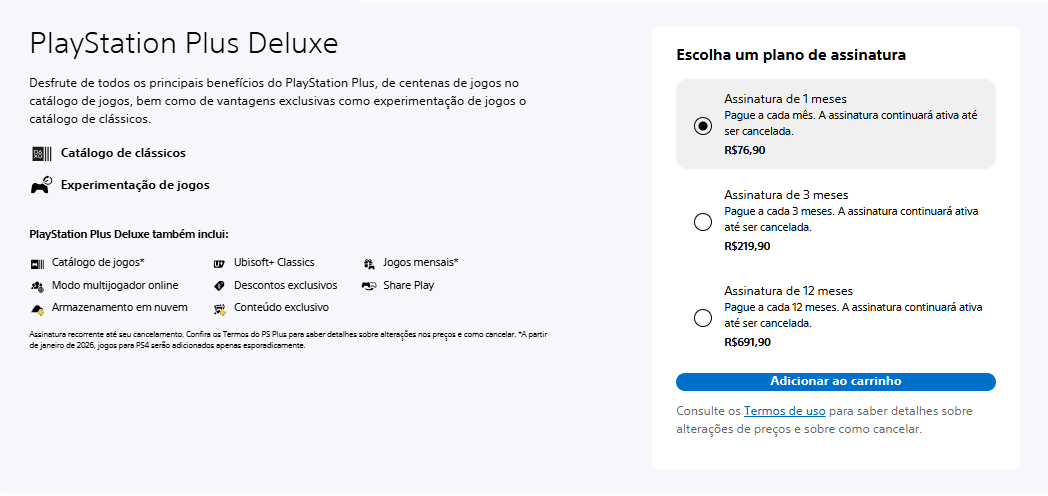 PlayStation Plus Deluxe
Desfrute de todos os principais benefícios do PlayStation Plus, de centenas de jogos no
catálogo de jogos, bem como de vantagens exclusivas como experimentação de jogos o
catálogo de clássicos.
Catálogo de clássicos
Experimentação de jogos
PlayStation Plus Deluxe também inclui:
Catálogo de jogos*
Ubisoft+ Classics
Jogos mensais*
Modo multijogador online
Descontos exclusivos
Share Play
Armazenamento em nuvem
Conteúdo exclusivo
Assinatura recorrente até seu cancelamento. Confira os Termos do PS Plus para saber detalhes sobre alterações nos preços e como cancelar. *A partir
de janeiro de 2026, jogos para PS4 serão adicionados apenas esporadicamente.
Escolha um plano de assinatura
Assinatura de 1 meses
Pague a cada mês. A assinatura continuará ativa até
ser cancelada.
R$76,90
Assinatura de 3 meses
Pague a cada 3 meses. A assinatura continuará ativa
até ser cancelada.
R$219,90
Assinatura de 12 meses
Pague a cada 12 meses. A assinatura continuará ativa
até ser cancelada.
R$691,90
Adicionar ao carrinho
Consulte os Termos de uso para saber detalhes sobre
alterações de preços e sobre como cancelar.